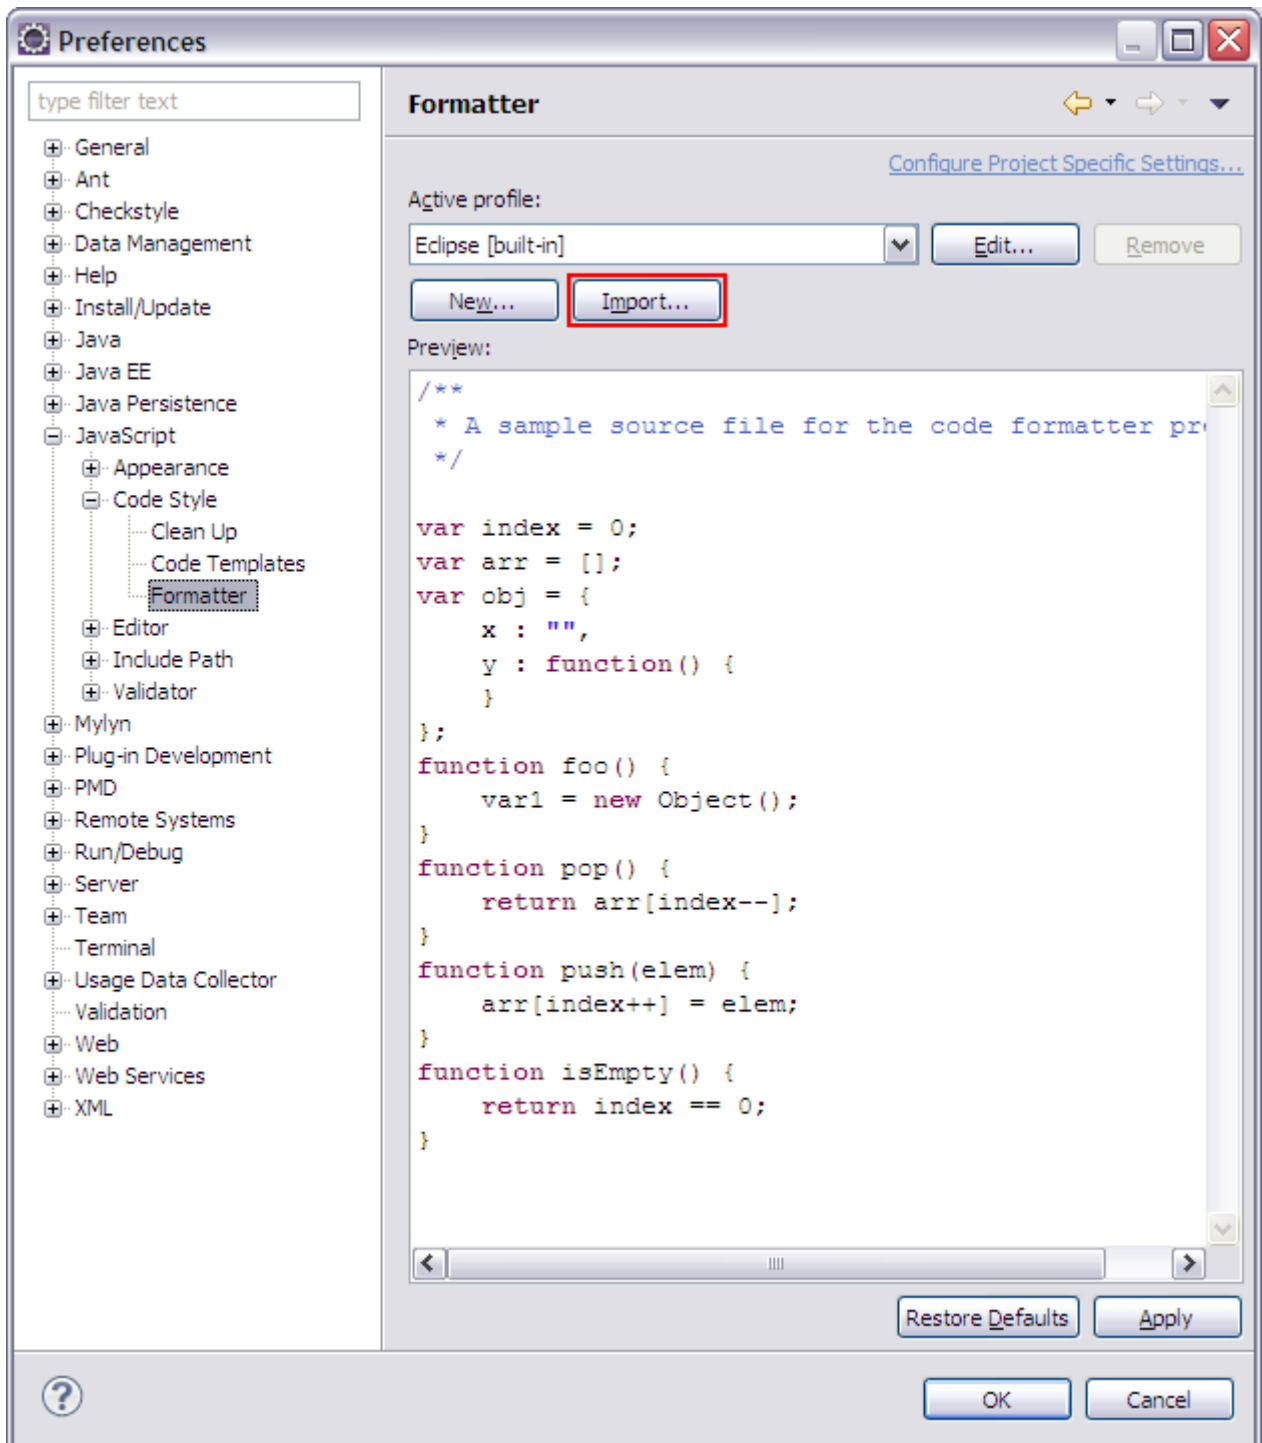 Preferences
type filter text
General
Ant
Checkstyle
Data Management
Help
Install/Update
Java
Java EE
Java Persistence
JavaScript
Appearance
Code Style
Clean Up
Code Templates
Formatter
Editor
Include Path
Validator
Mylyn
Plug-in Development
PMD
Remote Systems
Run/Debug
Server
Team
Terminal
Usage Data Collector
Validation
Web
Web Services
XML
Formatter
Configure Project Specific Settings...
Active profile:
Eclipse [built-in] Edit... Remove
New... Import...
Preview:
/**
 * A sample source file for the code formatter pr
 */
var index = 0;
var arr = [];
var obj = {
    x : "",
    y : function() {
    }
};
function foo() {
    var1 = new Object();
}
function pop() {
    return arr[index--];
}
function push(elem) {
    arr[index++] = elem;
}
function isEmpty() {
    return index == 0;
}
Restore Defaults Apply
OK Cancel